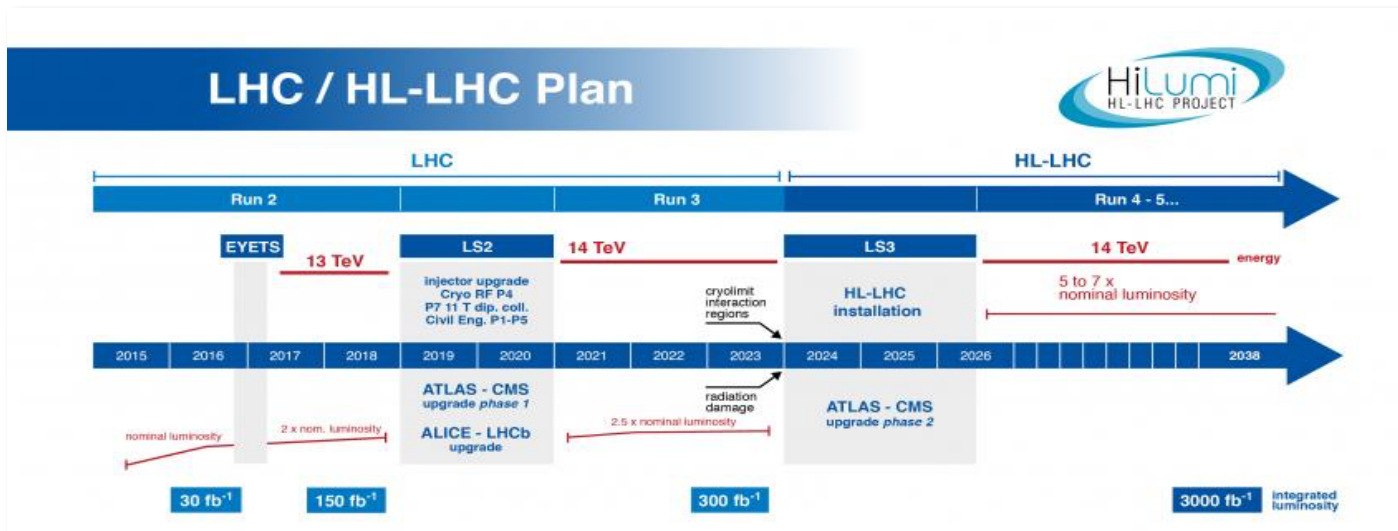 LHC / HL-LHC Plan
HiLumi
HL-LHC PROJECT
LHC
HL-LHC
Run 2
Run 3
Run 4 - 5...
EYETS
13 TeV
LS2
14 TeV
LS3
14 TeV
energy
injector upgrade
Cryo RF P4
P7 11 T dip. coll.
Civil Eng. P1-P5
cryolimit
interaction
regions
HL-LHC
installation
5 to 7 x
nominal luminosity
2015 2016 2017 2018 2019 2020 2021 2022 2023 2024 2025 2026 2038
ATLAS - CMS
upgrade phase 1
ALICE - LHCb
upgrade
radiation
damage
ATLAS - CMS
upgrade phase 2
nominal luminosity
2 x nom. luminosity
2.5 x nominal luminosity
30 fb⁻¹
150 fb⁻¹
300 fb⁻¹
3000 fb⁻¹
integrated
luminosity